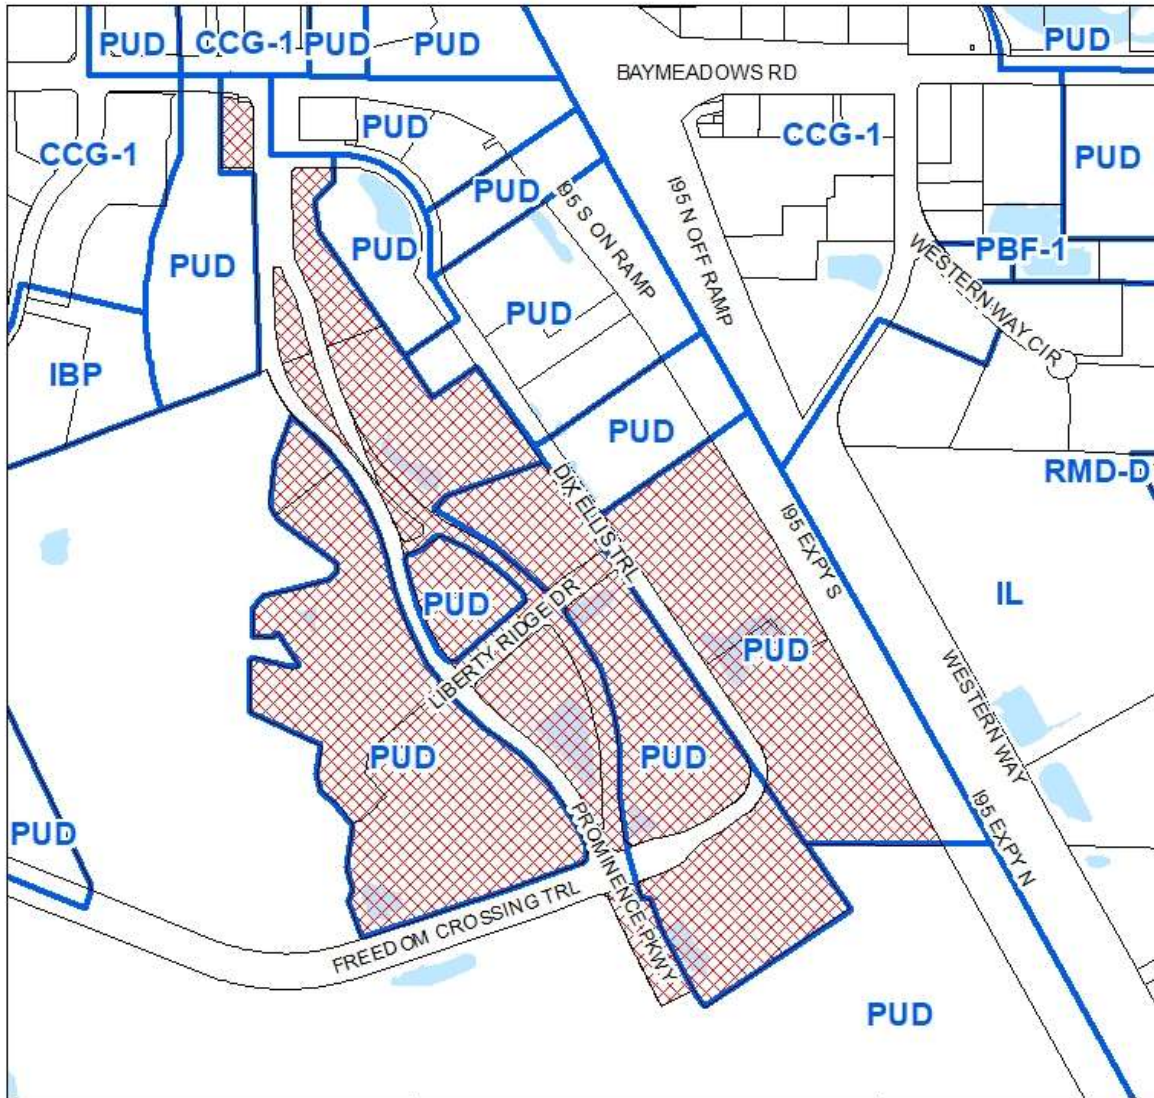 PUD
CCG-1
PUD
PUD
PUD
BAYMEADOWS RD
PUD
CCG-1
CCG-1
PUD
PUD
I95 S ON RAMP
I95 N OFF RAMP
PUD
PUD
PBF-1
WESTERN WAY CIR
PUD
IBP
PUD
RMD-D
DIX ELLIS TRL
I95 EXPY S
PUD
LIBERTY RIDGE DR
IL
PUD
WESTERN WAY
PUD
PUD
PUD
PROMINENCE PKWY
I95 EXPY N
FREEDOM CROSSING TRL
PUD